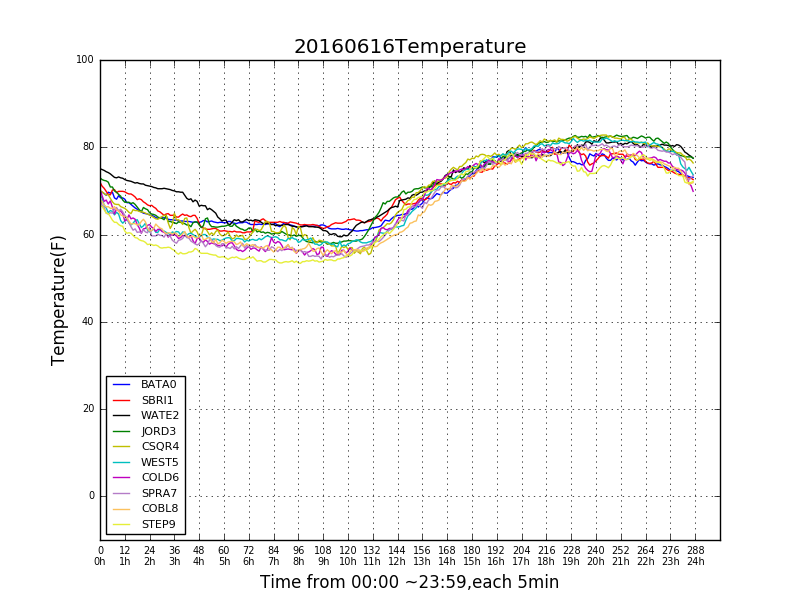 20160616Temperature
Temperature(F)
100
80
60
40
20
0
BATA0
SBRI1
WATE2
JORD3
CSQR4
WEST5
COLD6
SPRA7
COBL8
STEP9
0 12 24 36 48 60 72 84 96 108 120 132 144 156 168 180 192 204 216 228 240 252 264 276 288
0h 1h 2h 3h 4h 5h 6h 7h 8h 9h 10h 11h 12h 13h 14h 15h 16h 17h 18h 19h 20h 21h 22h 23h 24h
Time from 00:00 ~23:59,each 5min